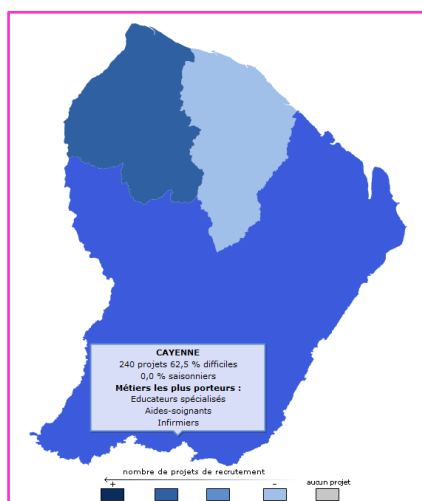 CAYENNE
240 projets 62,5 % difficiles
0,0 % saisonniers
Métiers les plus porteurs :
Educateurs spécialisés
Aides-soignants
Infirmiers
nombre de projets de recrutement
+ - aucun projet